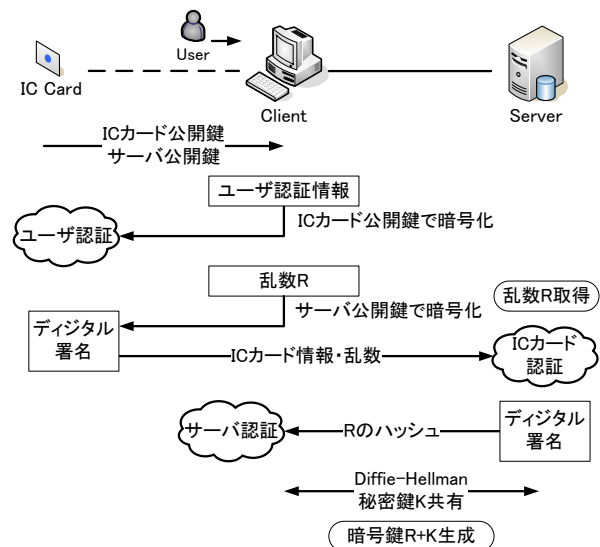 User
IC Card
Client
Server
ICカード公開鍵
サーバ公開鍵
ユーザ認証情報
ICカード公開鍵で暗号化
ユーザ認証
乱数R
サーバ公開鍵で暗号化
乱数R取得
ディジタル
署名
ICカード情報・乱数
ICカード
認証
サーバ認証
Rのハッシュ
ディジタル
署名
Diffie-Hellman
秘密鍵K共有
暗号鍵R+K生成